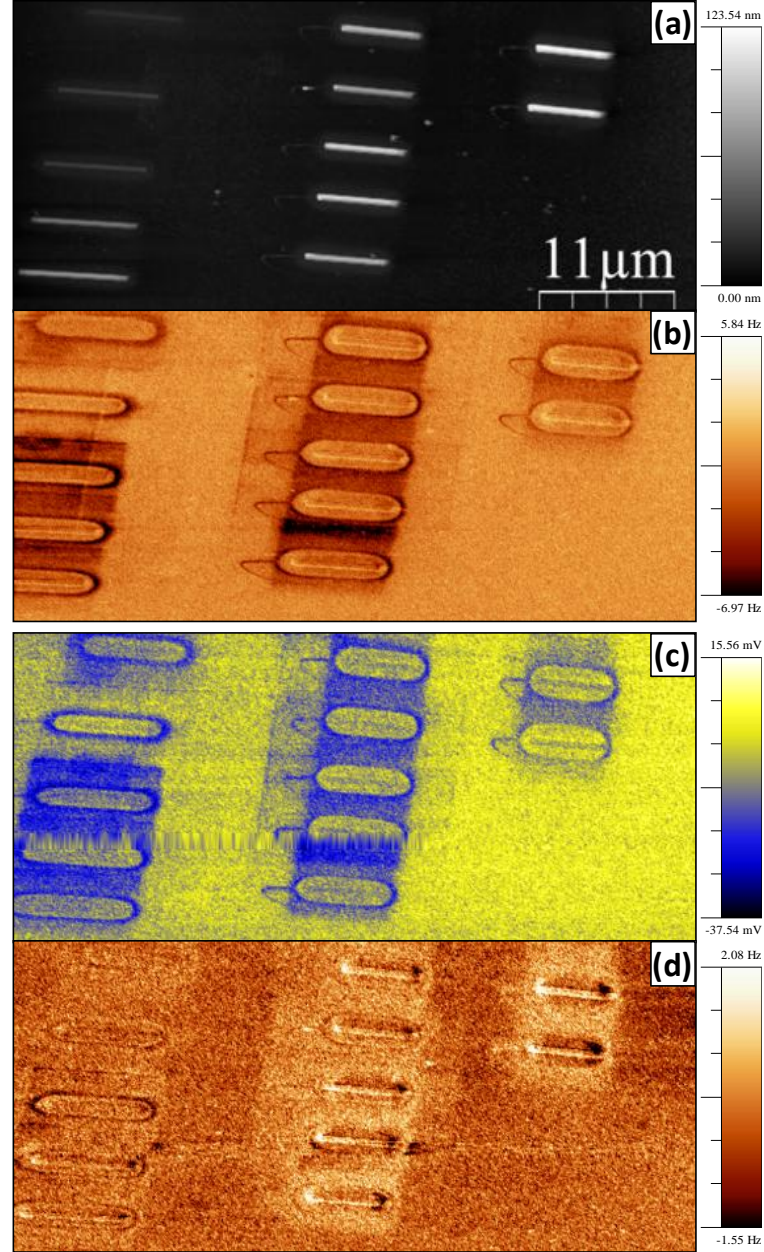 (a)
123.54 nm
11μm
0.00 nm
(b)
5.84 Hz
-6.97 Hz
(c)
15.56 mV
-37.54 mV
(d)
2.08 Hz
-1.55 Hz